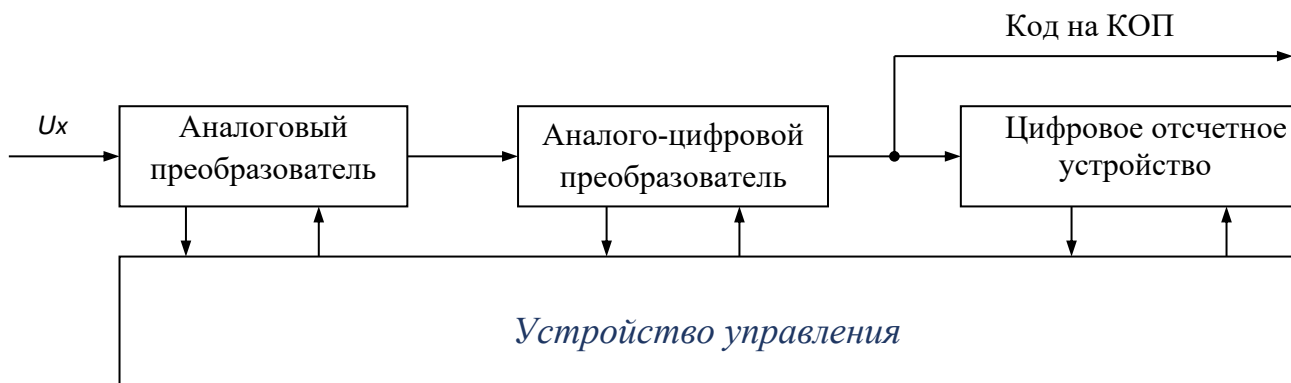 Код на КОП
Ux
Аналоговый
преобразователь
Аналого-цифровой
преобразователь
Цифровое отсчетное
устройство
Устройство управления